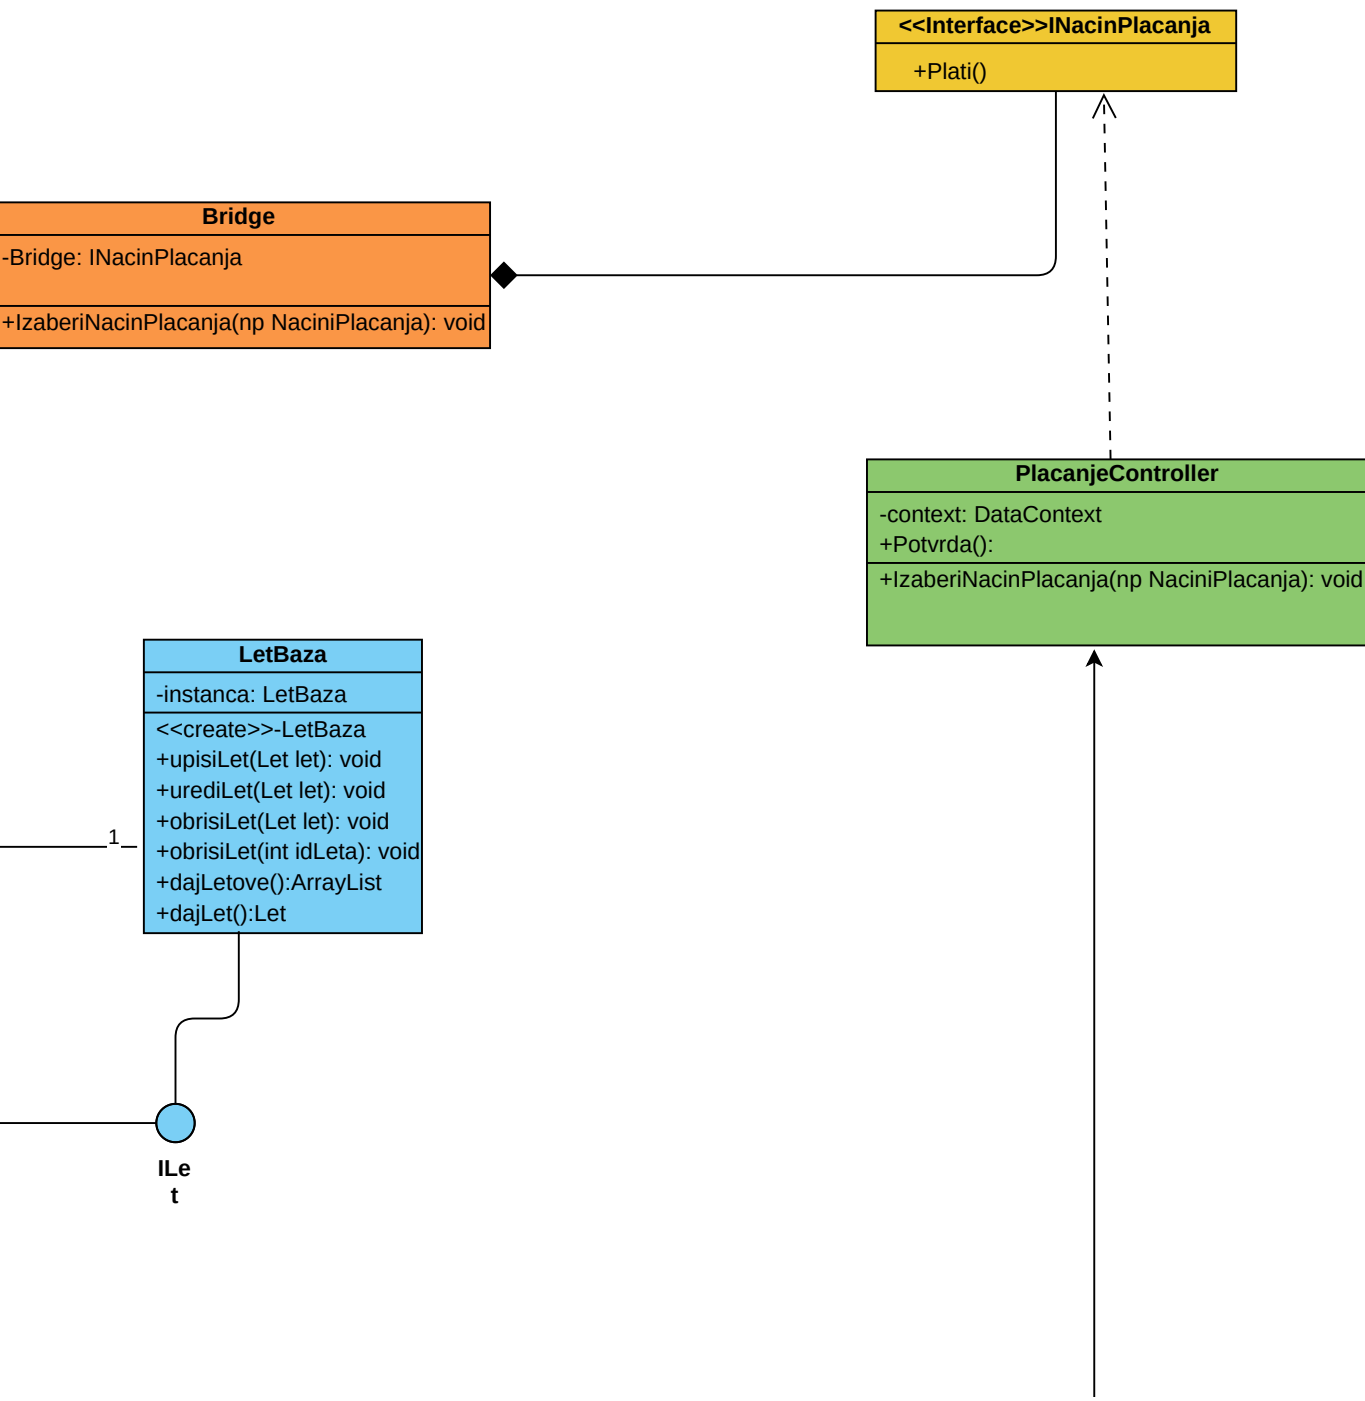 <<Interface>>INacinPlacanja
+Plati()
Bridge
-Bridge: INacinPlacanja
+IzaberiNacinPlacanja(np NaciniPlacanja): void
PlacanjeController
-context: DataContext
+Potvrda():
+IzaberiNacinPlacanja(np NaciniPlacanja): void
LetBaza
-instanca: LetBaza
<<create>>-LetBaza
+upisiLet(Let let): void
+urediLet(Let let): void
+obrisiLet(Let let): void
+obrisiLet(int idLeta): void
+dajLetove():ArrayList
+dajLet():Let
1
ILe
t